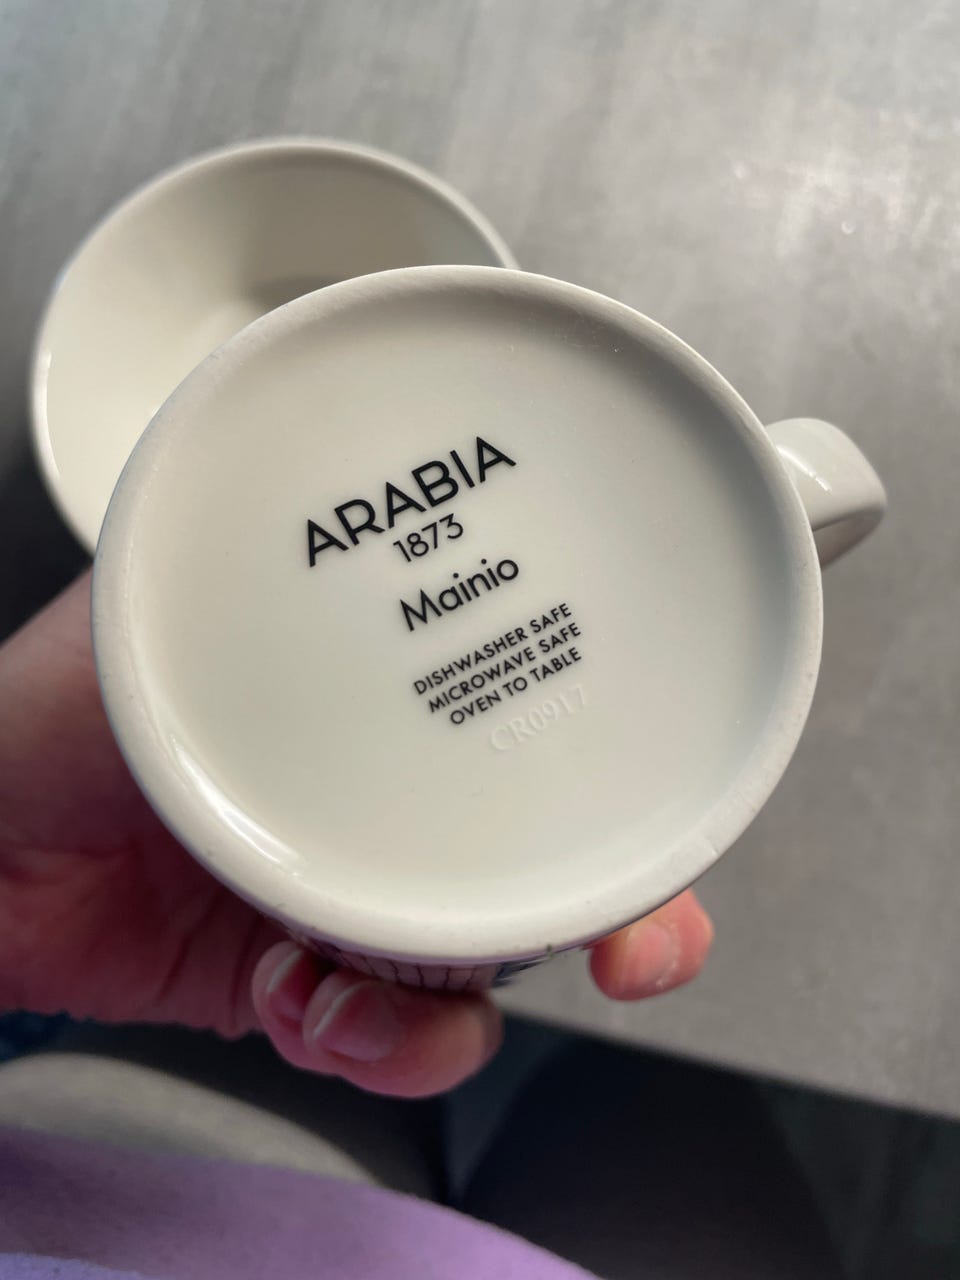 ARABIA
1873
Mainio
DISHWASHER SAFE
MICROWAVE SAFE
OVEN TO TABLE
CR0917